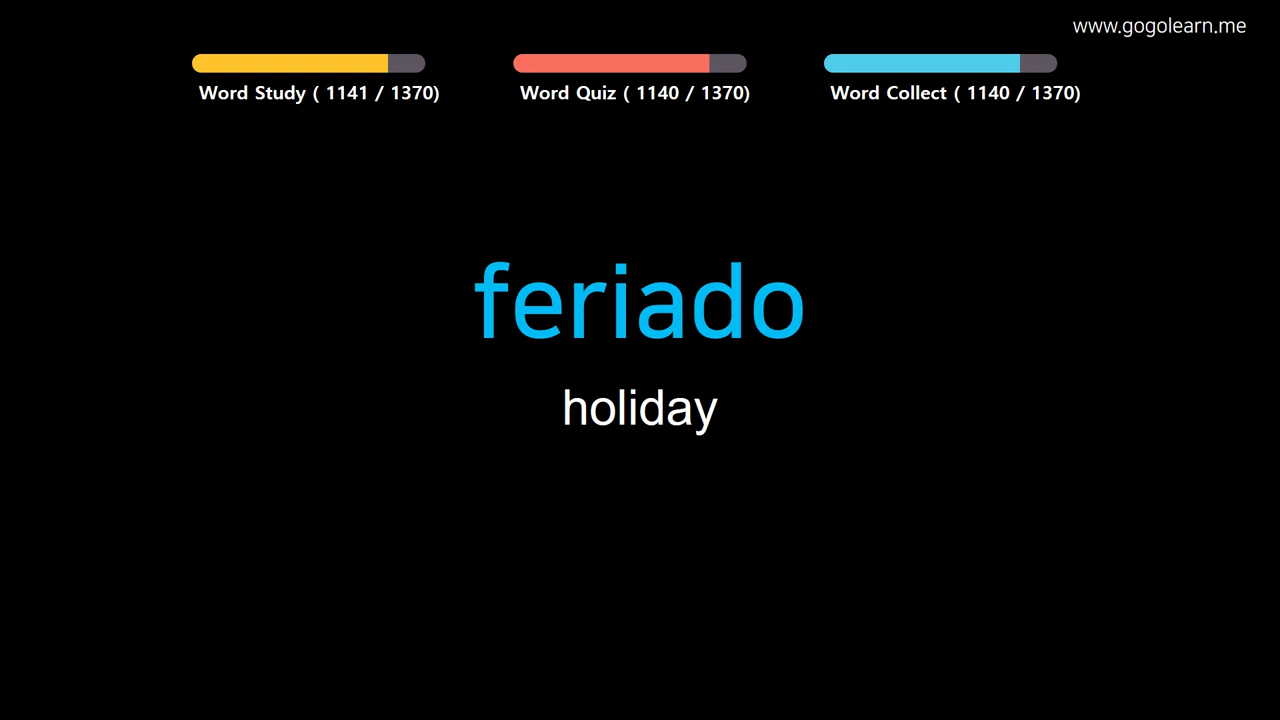 www.gogolearn.me
Word Study ( 1141 / 1370)
Word Quiz ( 1140 / 1370)
Word Collect ( 1140 / 1370)
feriado
holiday